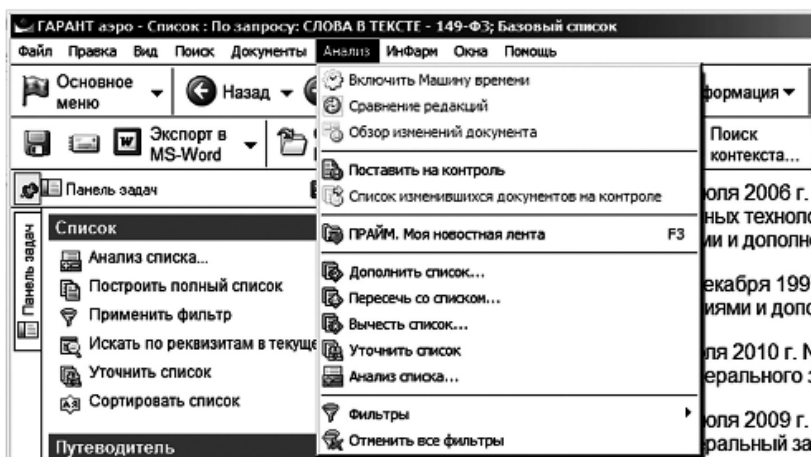 ГАРАНТ аэро - Список : По запросу: СЛОВА В ТЕКСТЕ - 149-ФЗ; Базовый список
Файл Правка Вид Поиск Документы Анализ ИнФарм Окна Помощь
Основное меню
Назад
формация
Экспорт в MS-Word
Поиск контекста...
Панель задач
Панель задач
Список
Анализ списка...
Построить полный список
Применить фильтр
Искать по реквизитам в текуще
Уточнить список
Сортировать список
Путеводитель
Включить Машину времени
Сравнение редакций
Обзор изменений документа
Поставить на контроль
Список изменившихся документов на контроле
ПРАЙМ. Моя новостная лента F3
Дополнить список...
Пересечь со списком...
Вычесть список...
Уточнить список
Анализ списка...
Фильтры
Отменить все фильтры
юля 2006 г.
ных техноло
ми и дополн
екабря 199
иями и допо
ля 2010 г. N
ерального з
юля 2009 г.
еральный за